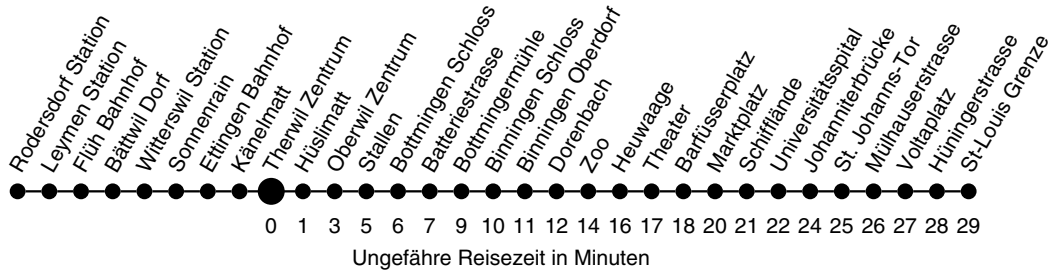 Rodersdorf Station
Leymen Station
Flüh Bahnhof
Bättwil Dorf
Witterswil Station
Sonnenrain
Ettingen Bahnhof
Känelmatt
Therwil Zentrum
Hüslimatt
Oberwil Zentrum
Stallen
Bottmingen Schloss
Batteriestrasse
Bottmingermühle
Binningen Schloss
Binningen Oberdorf
Dorenbach
Zoo
Heuwaage
Theater
Barfüsserplatz
Marktplatz
Schifflände
Universitätsspital
Johanniterbrücke
St. Johanns-Tor
Mülhauserstrasse
Voltaplatz
Hüningerstrasse
St-Louis Grenze
0 1 3 5 6 7 9 10 11 12 14 16 17 18 20 21 22 24 25 26 27 28 29
Ungefähre Reisezeit in Minuten